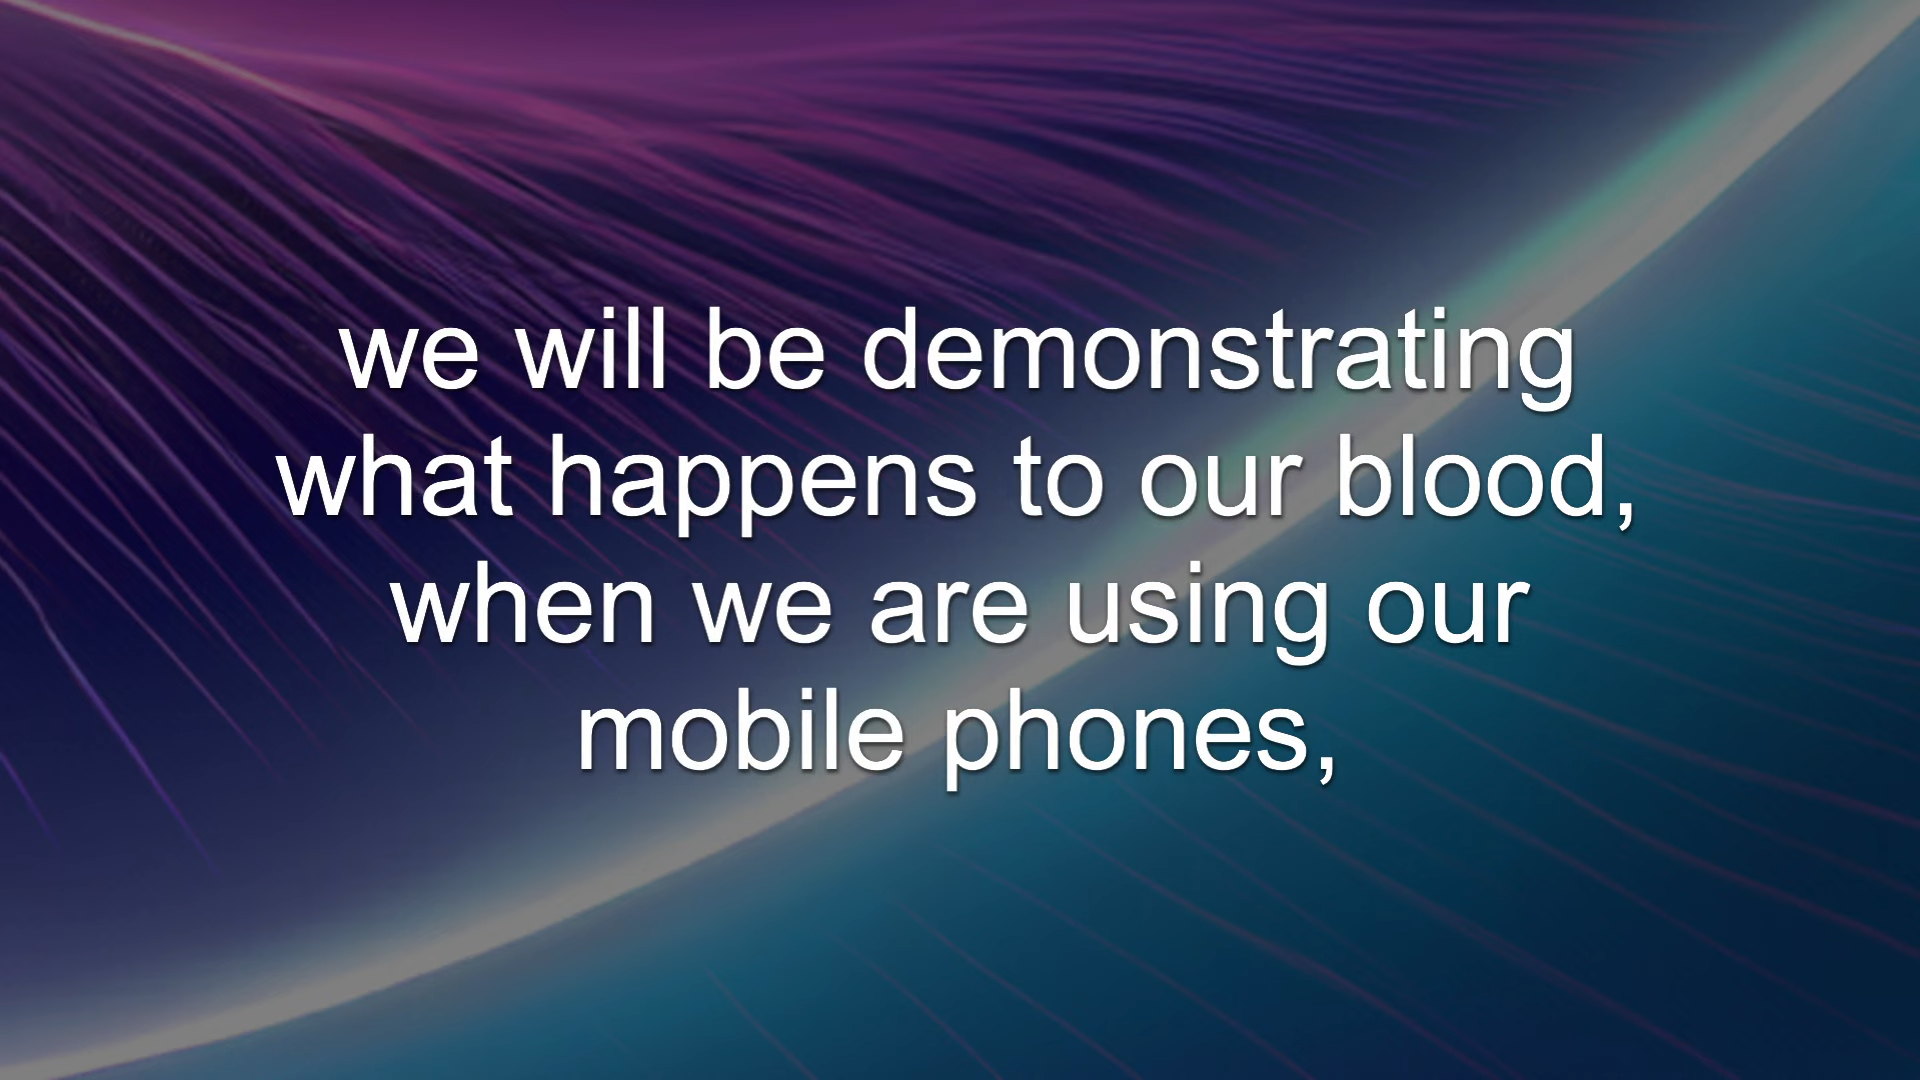 we will be demonstrating
what happens to our blood,
when we are using our
mobile phones,